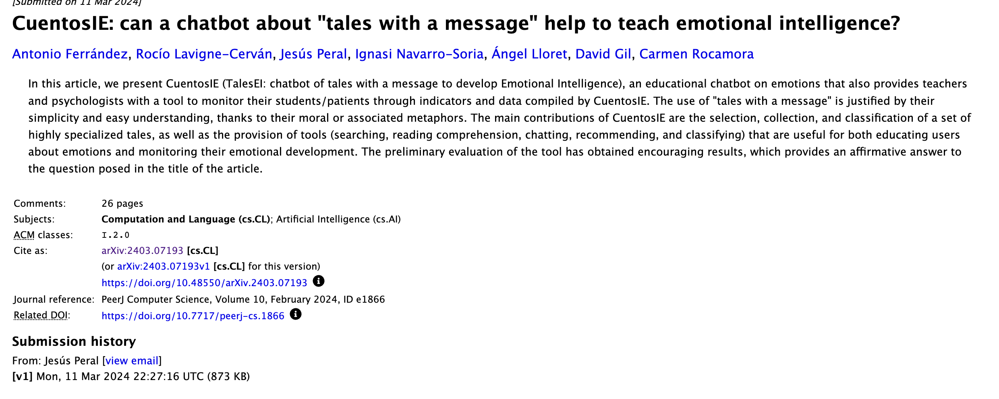 [Submitted on 11 Mar 2024]
CuentosIE: can a chatbot about "tales with a message" help to teach emotional intelligence?
Antonio Ferrández, Rocío Lavigne-Cerván, Jesús Peral, Ignasi Navarro-Soria, Ángel Lloret, David Gil, Carmen Rocamora
In this article, we present CuentosIE (TalesEI: chatbot of tales with a message to develop Emotional Intelligence), an educational chatbot on emotions that also provides teachers
and psychologists with a tool to monitor their students/patients through indicators and data compiled by CuentosIE. The use of "tales with a message" is justified by their
simplicity and easy understanding, thanks to their moral or associated metaphors. The main contributions of CuentosIE are the selection, collection, and classification of a set of
highly specialized tales, as well as the provision of tools (searching, reading comprehension, chatting, recommending, and classifying) that are useful for both educating users
about emotions and monitoring their emotional development. The preliminary evaluation of the tool has obtained encouraging results, which provides an affirmative answer to
the question posed in the title of the article.
Comments: 26 pages
Subjects: Computation and Language (cs.CL); Artificial Intelligence (cs.AI)
ACM classes: I.2.0
Cite as: arXiv:2403.07193 [cs.CL]
(or arXiv:2403.07193v1 [cs.CL] for this version)
https://doi.org/10.48550/arXiv.2403.07193
Journal reference: PeerJ Computer Science, Volume 10, February 2024, ID e1866
Related DOI: https://doi.org/10.7717/peerj-cs.1866
Submission history
From: Jesús Peral [view email]
[v1] Mon, 11 Mar 2024 22:27:16 UTC (873 KB)